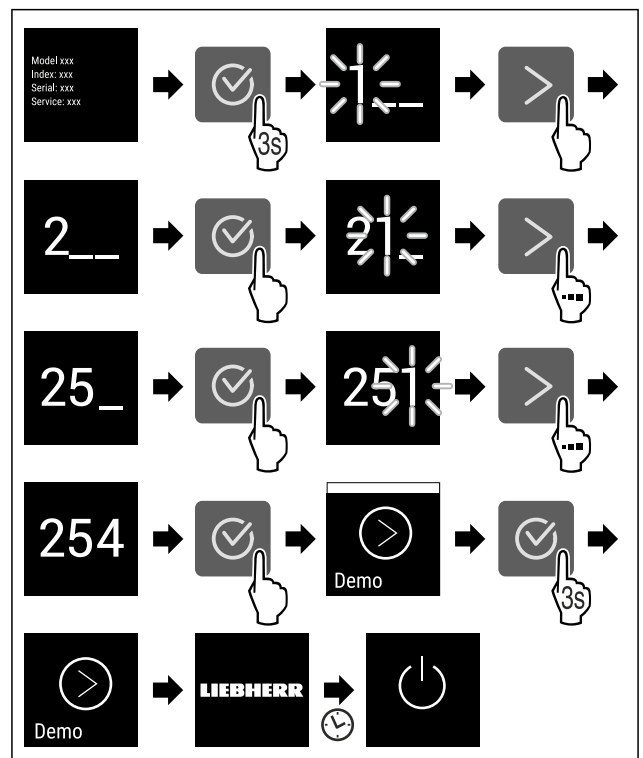 Model xxx
Index: xxx
Serial: xxx
Service: xxx
3s
1__
2__
21_
25_
251
254
Demo
3s
Demo
LIEBHERR